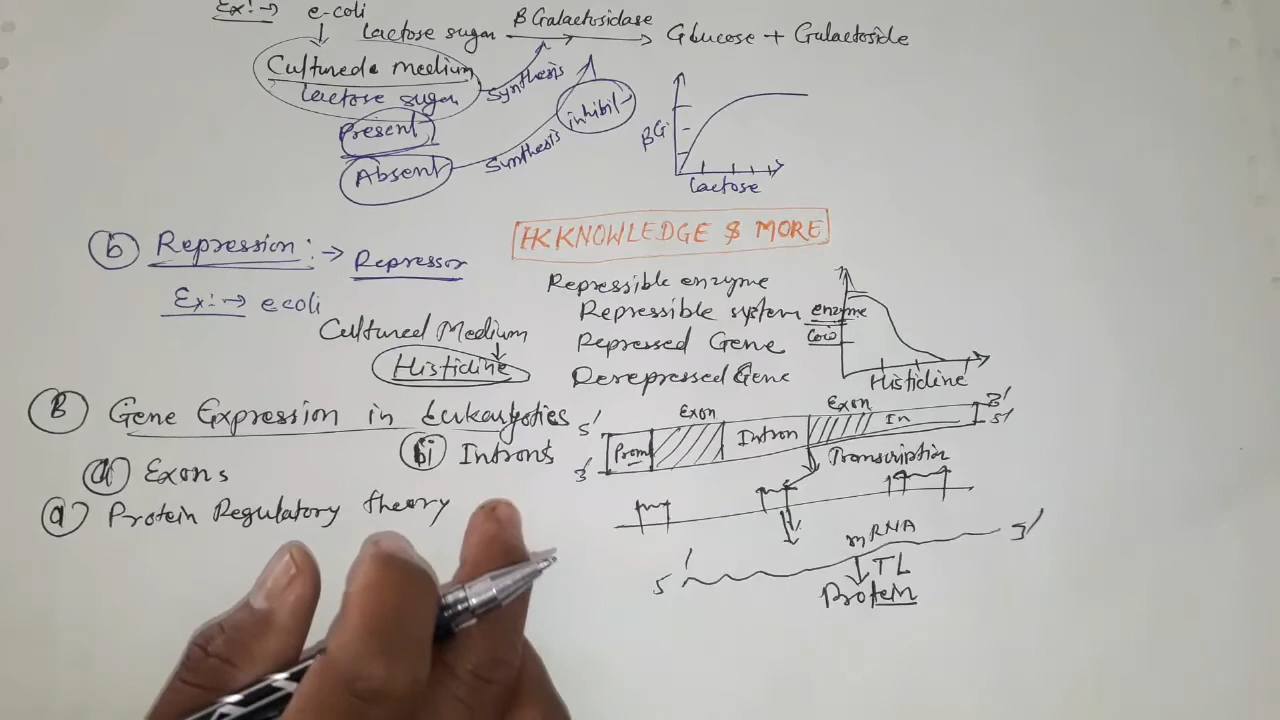 Ex:→ e-coli
Lactose sugar β Galactosidase Glucose + Galactoside
Cultured medium
Lactose sugar
Synthesis
Present
inhibit
Absent
Synthesis
BG
Lactose
HK KNOWLEDGE $ MORE
b Repression:→ Repressor
Ex:→ e coli
Cultured Medium
Histidine
Repressible enzyme
Repressible system
Repressed Gene
Derepressed Gene
enzyme
Histidine
B Gene Expression in Eukaryoties
Exons
Introns
a Protein Regulatory theory
Exon Exon
5' 3'
3' Prom Intron In 5'
Transcription
mRNA
5' 3'
TL
Protein